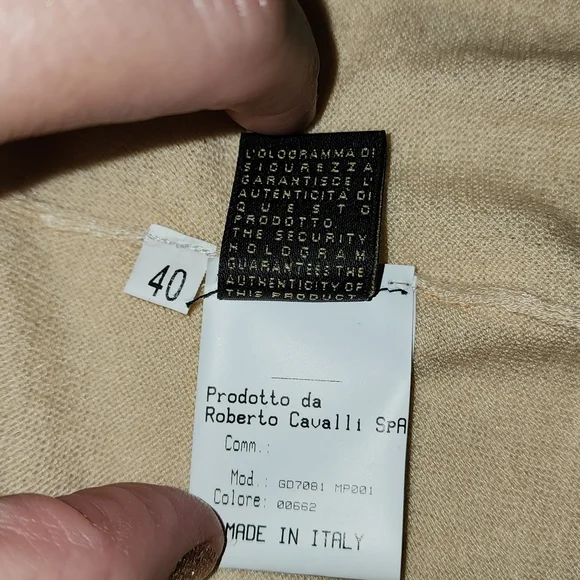 L'OLOGRAMMA DI
SICUREZZA
GARANTISCE L'
AUTENTICITÀ DI
QUESTO
PRODOTTO.
THE SECURITY
HOLOGRAM
GUARANTEES THE
AUTHENTICITY OF
THIS PRODUCT
40
Prodotto da
Roberto Cavalli SpA
Comm.:
Mod.: GD7081 MP001
Colore: 00662
MADE IN ITALY